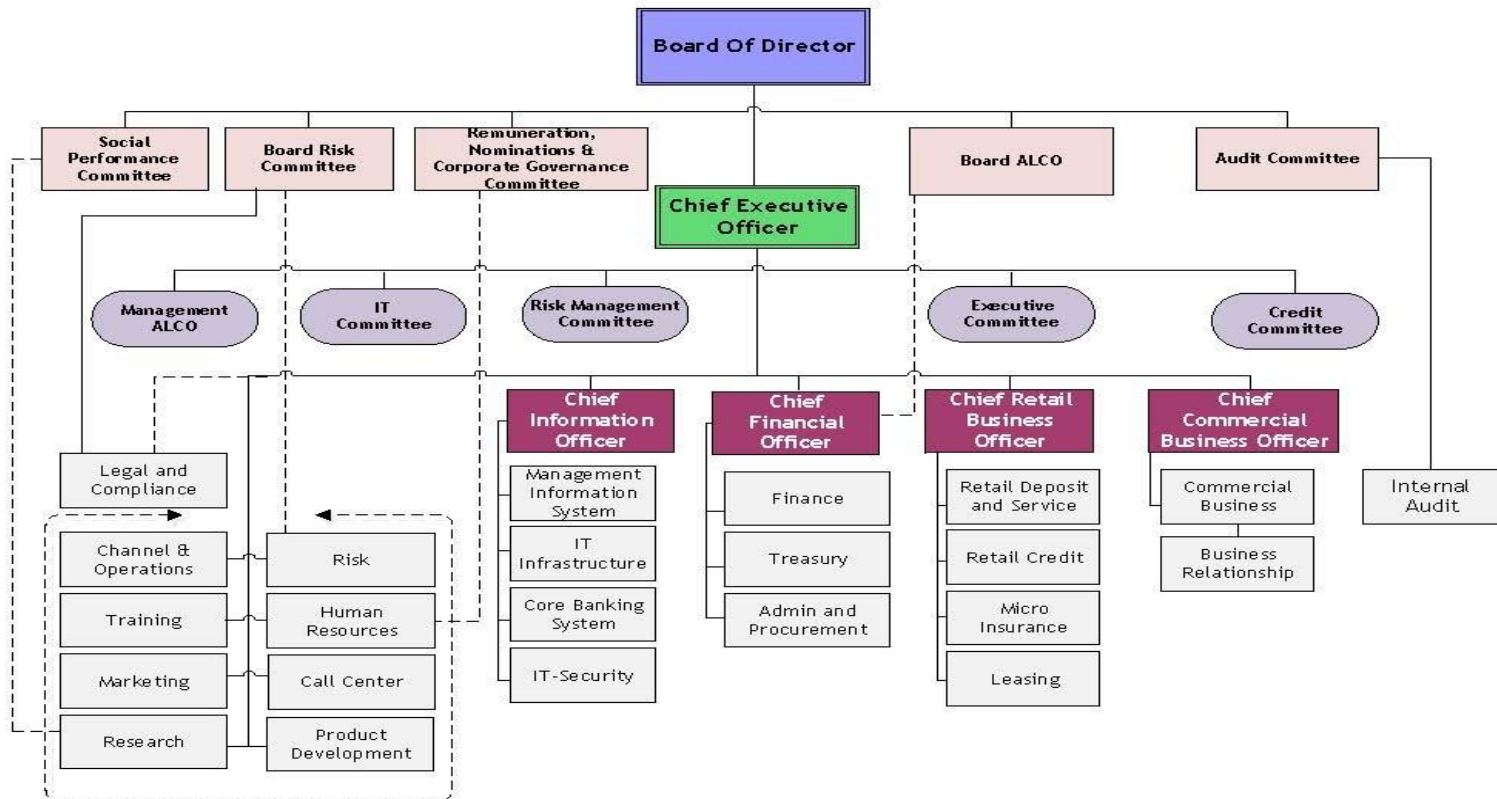 Board Of Director
Social
Performance
Committee
Board Risk
Committee
Remuneration,
Nominations &
Corporate Governance
Committee
Board ALCO
Audit Committee
Chief Executive
Officer
Management
ALCO
IT
Committee
Risk Management
Committee
Executive
Committee
Credit
Committee
Chief
Information
Officer
Chief
Financial
Officer
Chief Retail
Business
Officer
Chief
Commercial
Business Officer
Legal and
Compliance
Channel &
Operations
Training
Marketing
Research
Risk
Human
Resources
Call Center
Product
Development
Management
Information
System
IT
Infrastructure
Core Banking
System
IT-Security
Finance
Treasury
Admin and
Procurement
Retail Deposit
and Service
Retail Credit
Micro
Insurance
Leasing
Commercial
Business
Business
Relationship
Internal
Audit